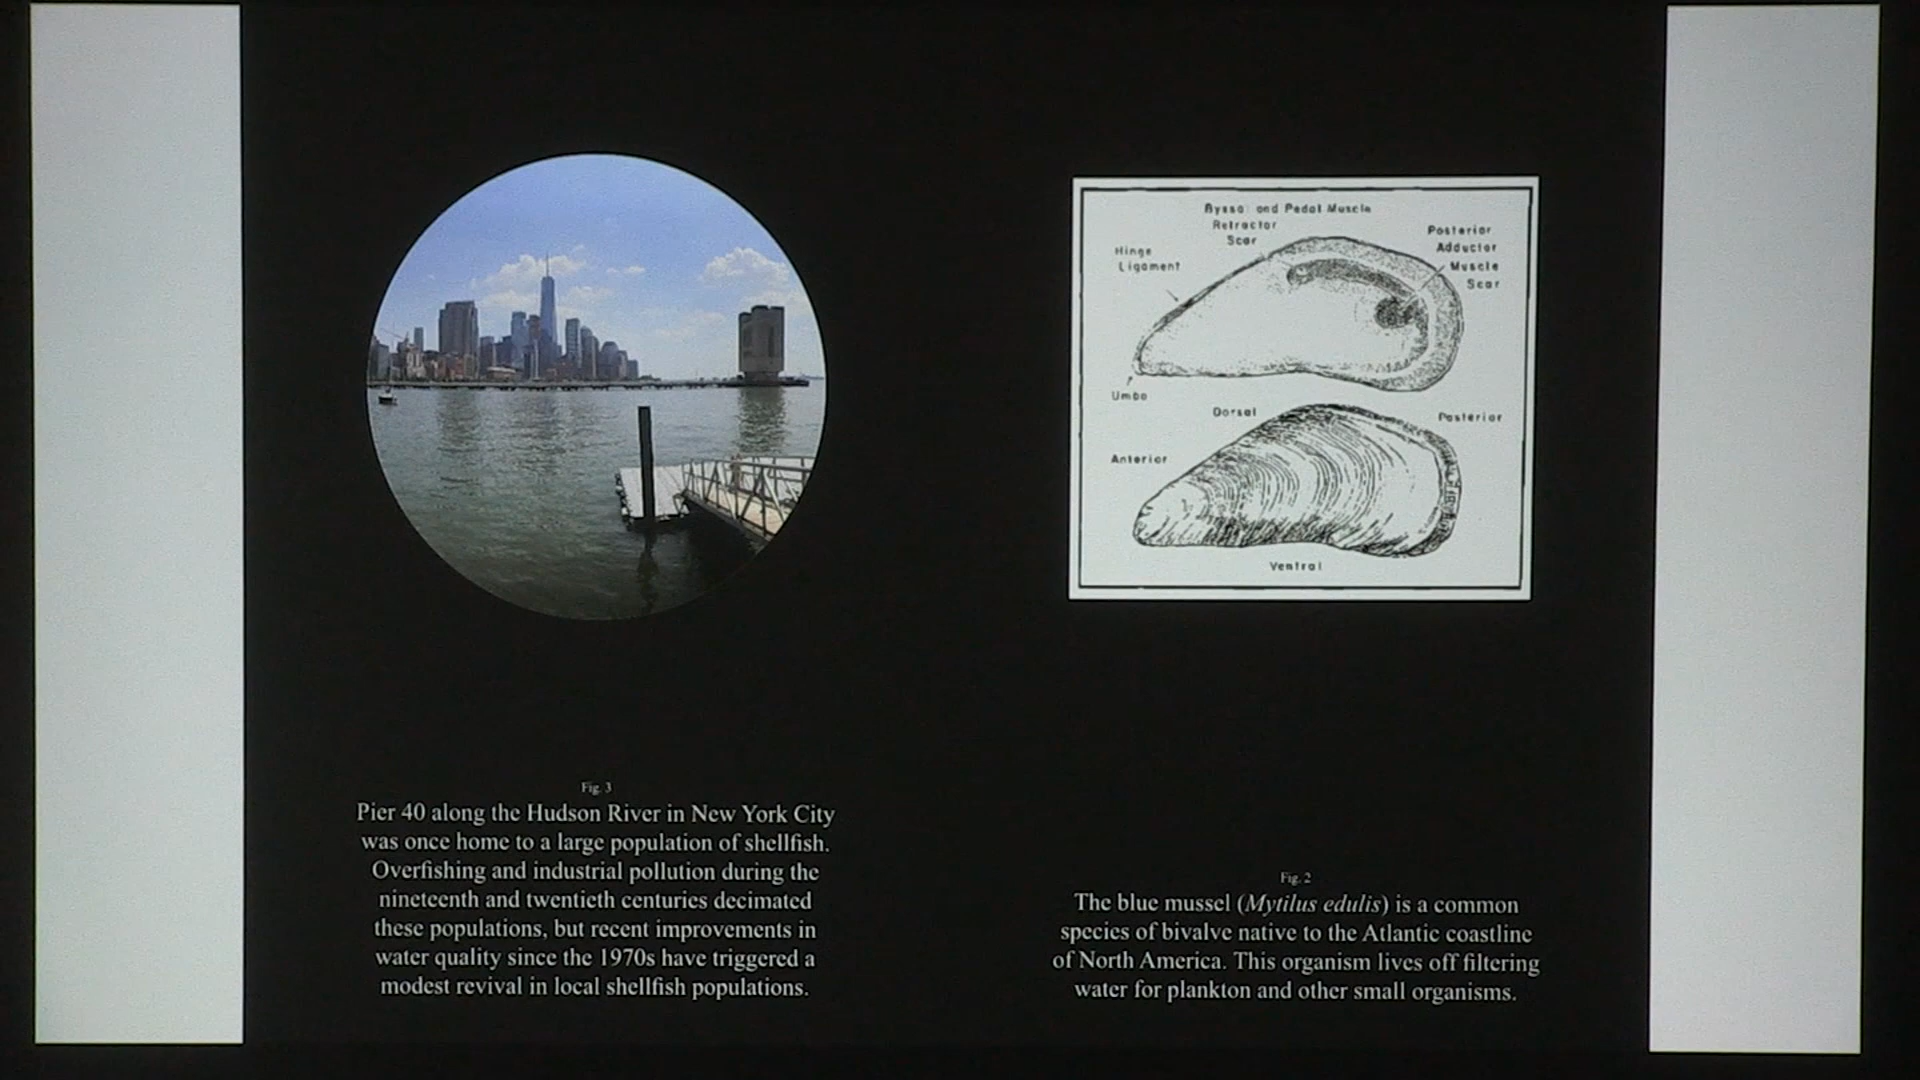 Fig. 3
Pier 40 along the Hudson River in New York City
was once home to a large population of shellfish.
Overfishing and industrial pollution during the
nineteenth and twentieth centuries decimated
these populations, but recent improvements in
water quality since the 1970s have triggered a
modest revival in local shellfish populations.
Byssal and Pedal Muscle
Retractor
Scar
Posterior
Adductor
Muscle
Scar
Hinge
Ligament
Umbo
Dorsal
Posterior
Anterior
Ventral
Fig. 2
The blue mussel (Mytilus edulis) is a common
species of bivalve native to the Atlantic coastline
of North America. This organism lives off filtering
water for plankton and other small organisms.